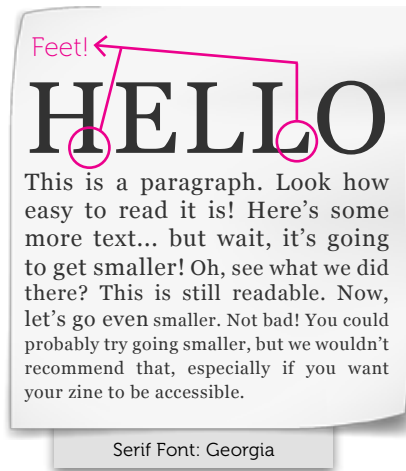 Feet!
HELLO
This is a paragraph. Look how
easy to read it is! Here’s some
more text... but wait, it’s going
to get smaller! Oh, see what we did
there? This is still readable. Now,
let’s go even smaller. Not bad! You could
probably try going smaller, but we wouldn’t
recommend that, especially if you want
your zine to be accessible.
Serif Font: Georgia